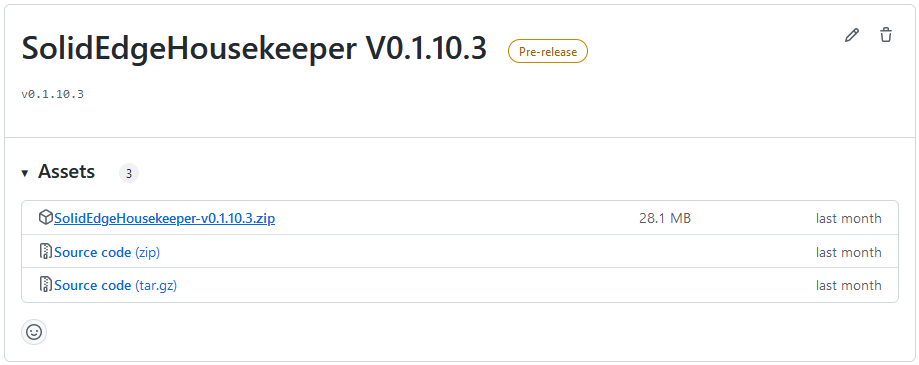 SolidEdgeHousekeeper V0.1.10.3 Pre-release
v0.1.10.3
Assets 3
SolidEdgeHousekeeper-v0.1.10.3.zip 28.1 MB last month
Source code (zip) last month
Source code (tar.gz) last month